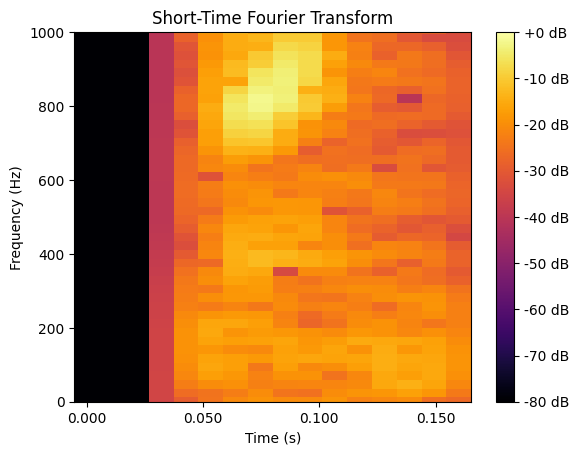 Short-Time Fourier Transform
Frequency (Hz)
1000
800
600
400
200
0
0.000
0.050
0.100
0.150
Time (s)
+0 dB
-10 dB
-20 dB
-30 dB
-40 dB
-50 dB
-60 dB
-70 dB
-80 dB